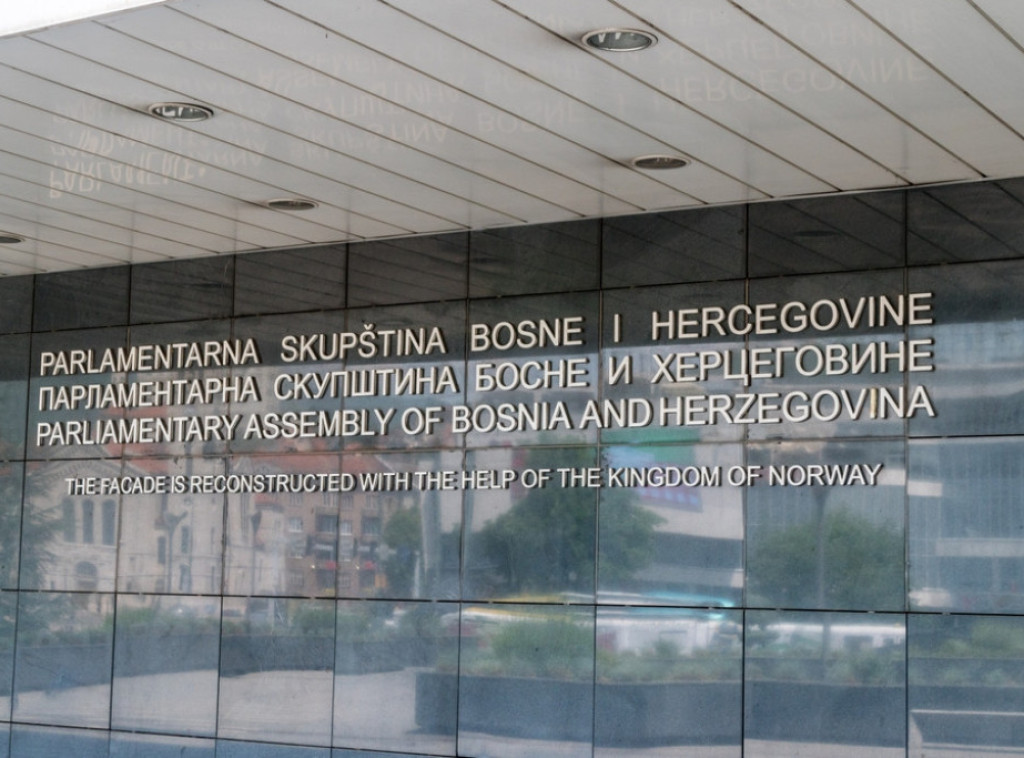 PARLAMENTARNA SKUPŠTINA BOSNE I HERCEGOVINE
ПАРЛАМЕНТАРНА СКУПШТИНА БОСНЕ И ХЕРЦЕГОВИНЕ
PARLIAMENTARY ASSEMBLY OF BOSNIA AND HERZEGOVINA
THE FACADE IS RECONSTRUCTED WITH THE HELP OF THE KINGDOM OF NORWAY